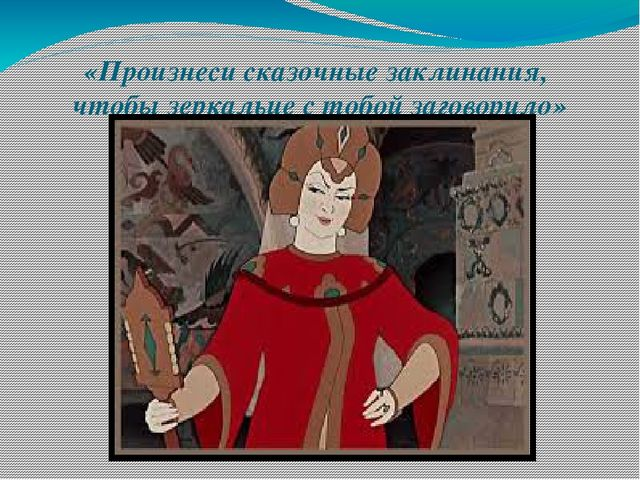 «Произнеси сказочные заклинания,
чтобы зеркальце с тобой заговорило»